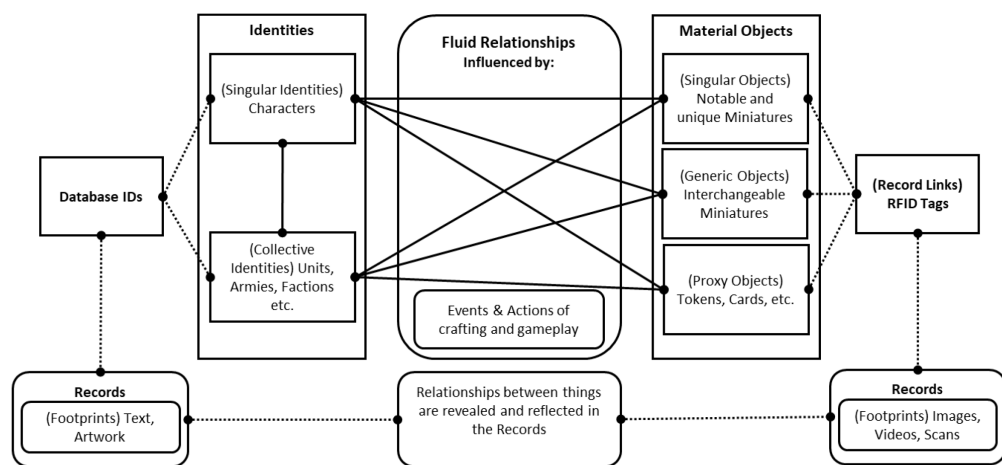 Identities
(Singular Identities)
Characters
(Collective
Identities) Units,
Armies, Factions
etc.
Fluid Relationships
Influenced by:
Events & Actions of
crafting and gameplay
Material Objects
(Singular Objects)
Notable and
unique Miniatures
(Generic Objects)
Interchangeable
Miniatures
(Proxy Objects)
Tokens, Cards, etc.
Database IDs
(Record Links)
RFID Tags
Records
(Footprints) Text,
Artwork
Relationships between things
are revealed and reflected in
the Records
Records
(Footprints) Images,
Videos, Scans